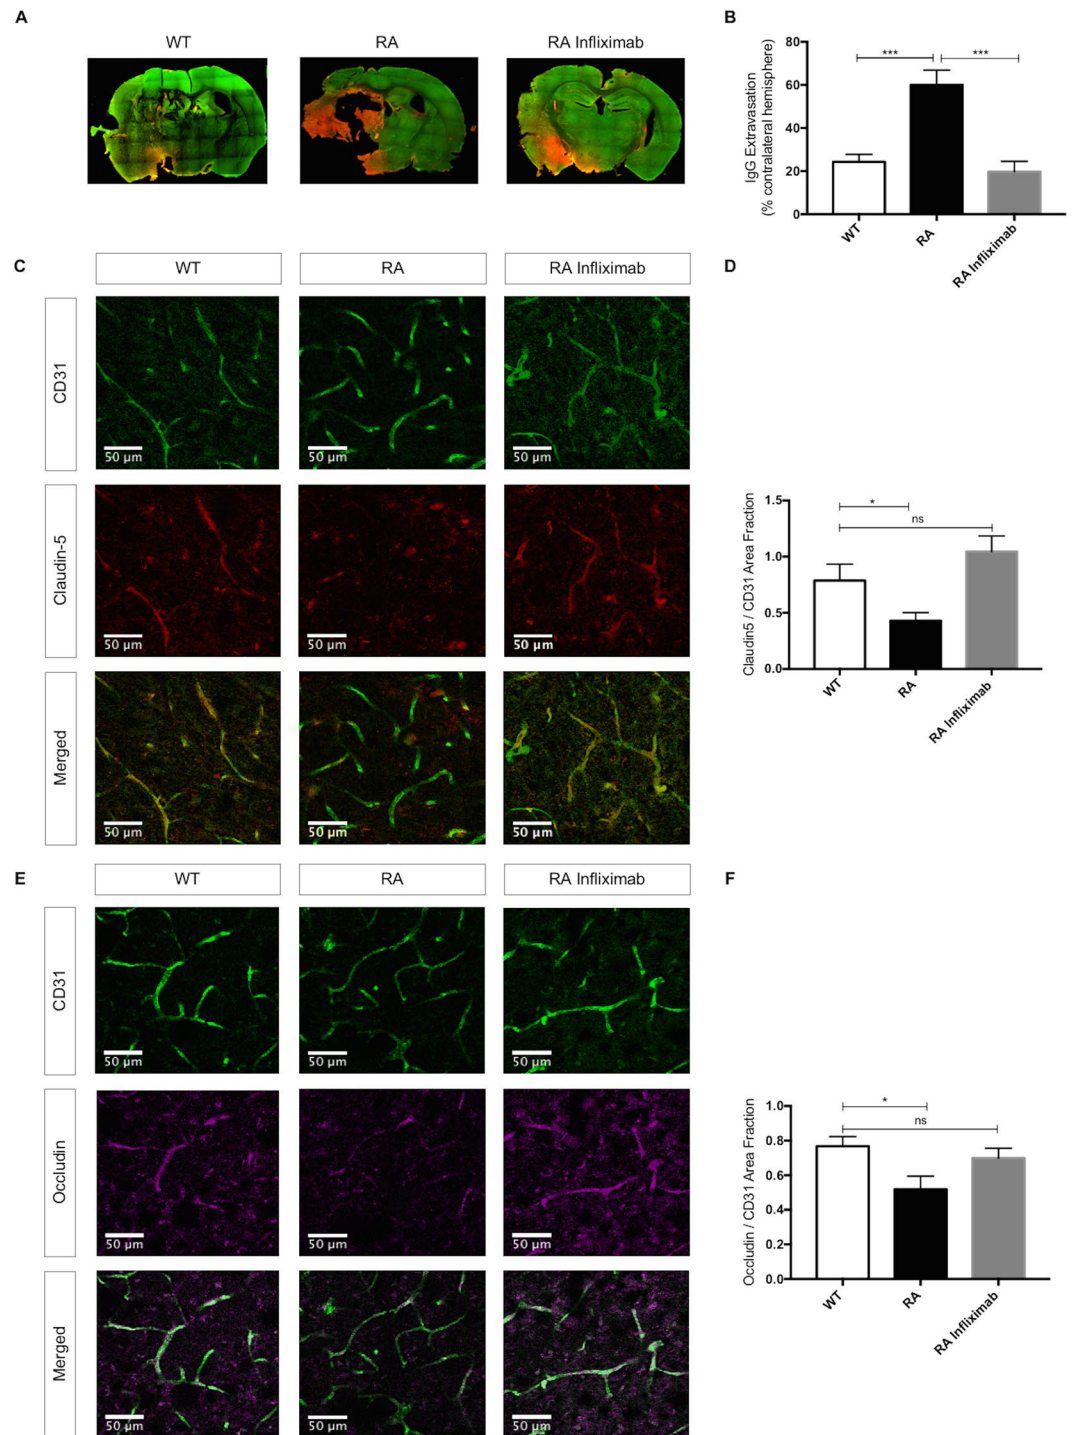 A
WT
RA
RA Infliximab
B
IgG Extravasation
(% contralateral hemisphere)
80
60
40
20
0
***
***
WT
RA
RA Infliximab
C
WT
RA
RA Infliximab
CD31
50 µm
50 µm
50 µm
Claudin-5
50 µm
50 µm
50 µm
Merged
50 µm
50 µm
50 µm
D
Claudin5 / CD31 Area Fraction
1.5
1.0
0.5
0.0
*
ns
WT
RA
RA Infliximab
E
WT
RA
RA Infliximab
CD31
50 µm
50 µm
50 µm
Occludin
50 µm
50 µm
50 µm
Merged
50 µm
50 µm
50 µm
F
Occludin / CD31 Area Fraction
1.0
0.8
0.6
0.4
0.2
0.0
*
ns
WT
RA
RA Infliximab